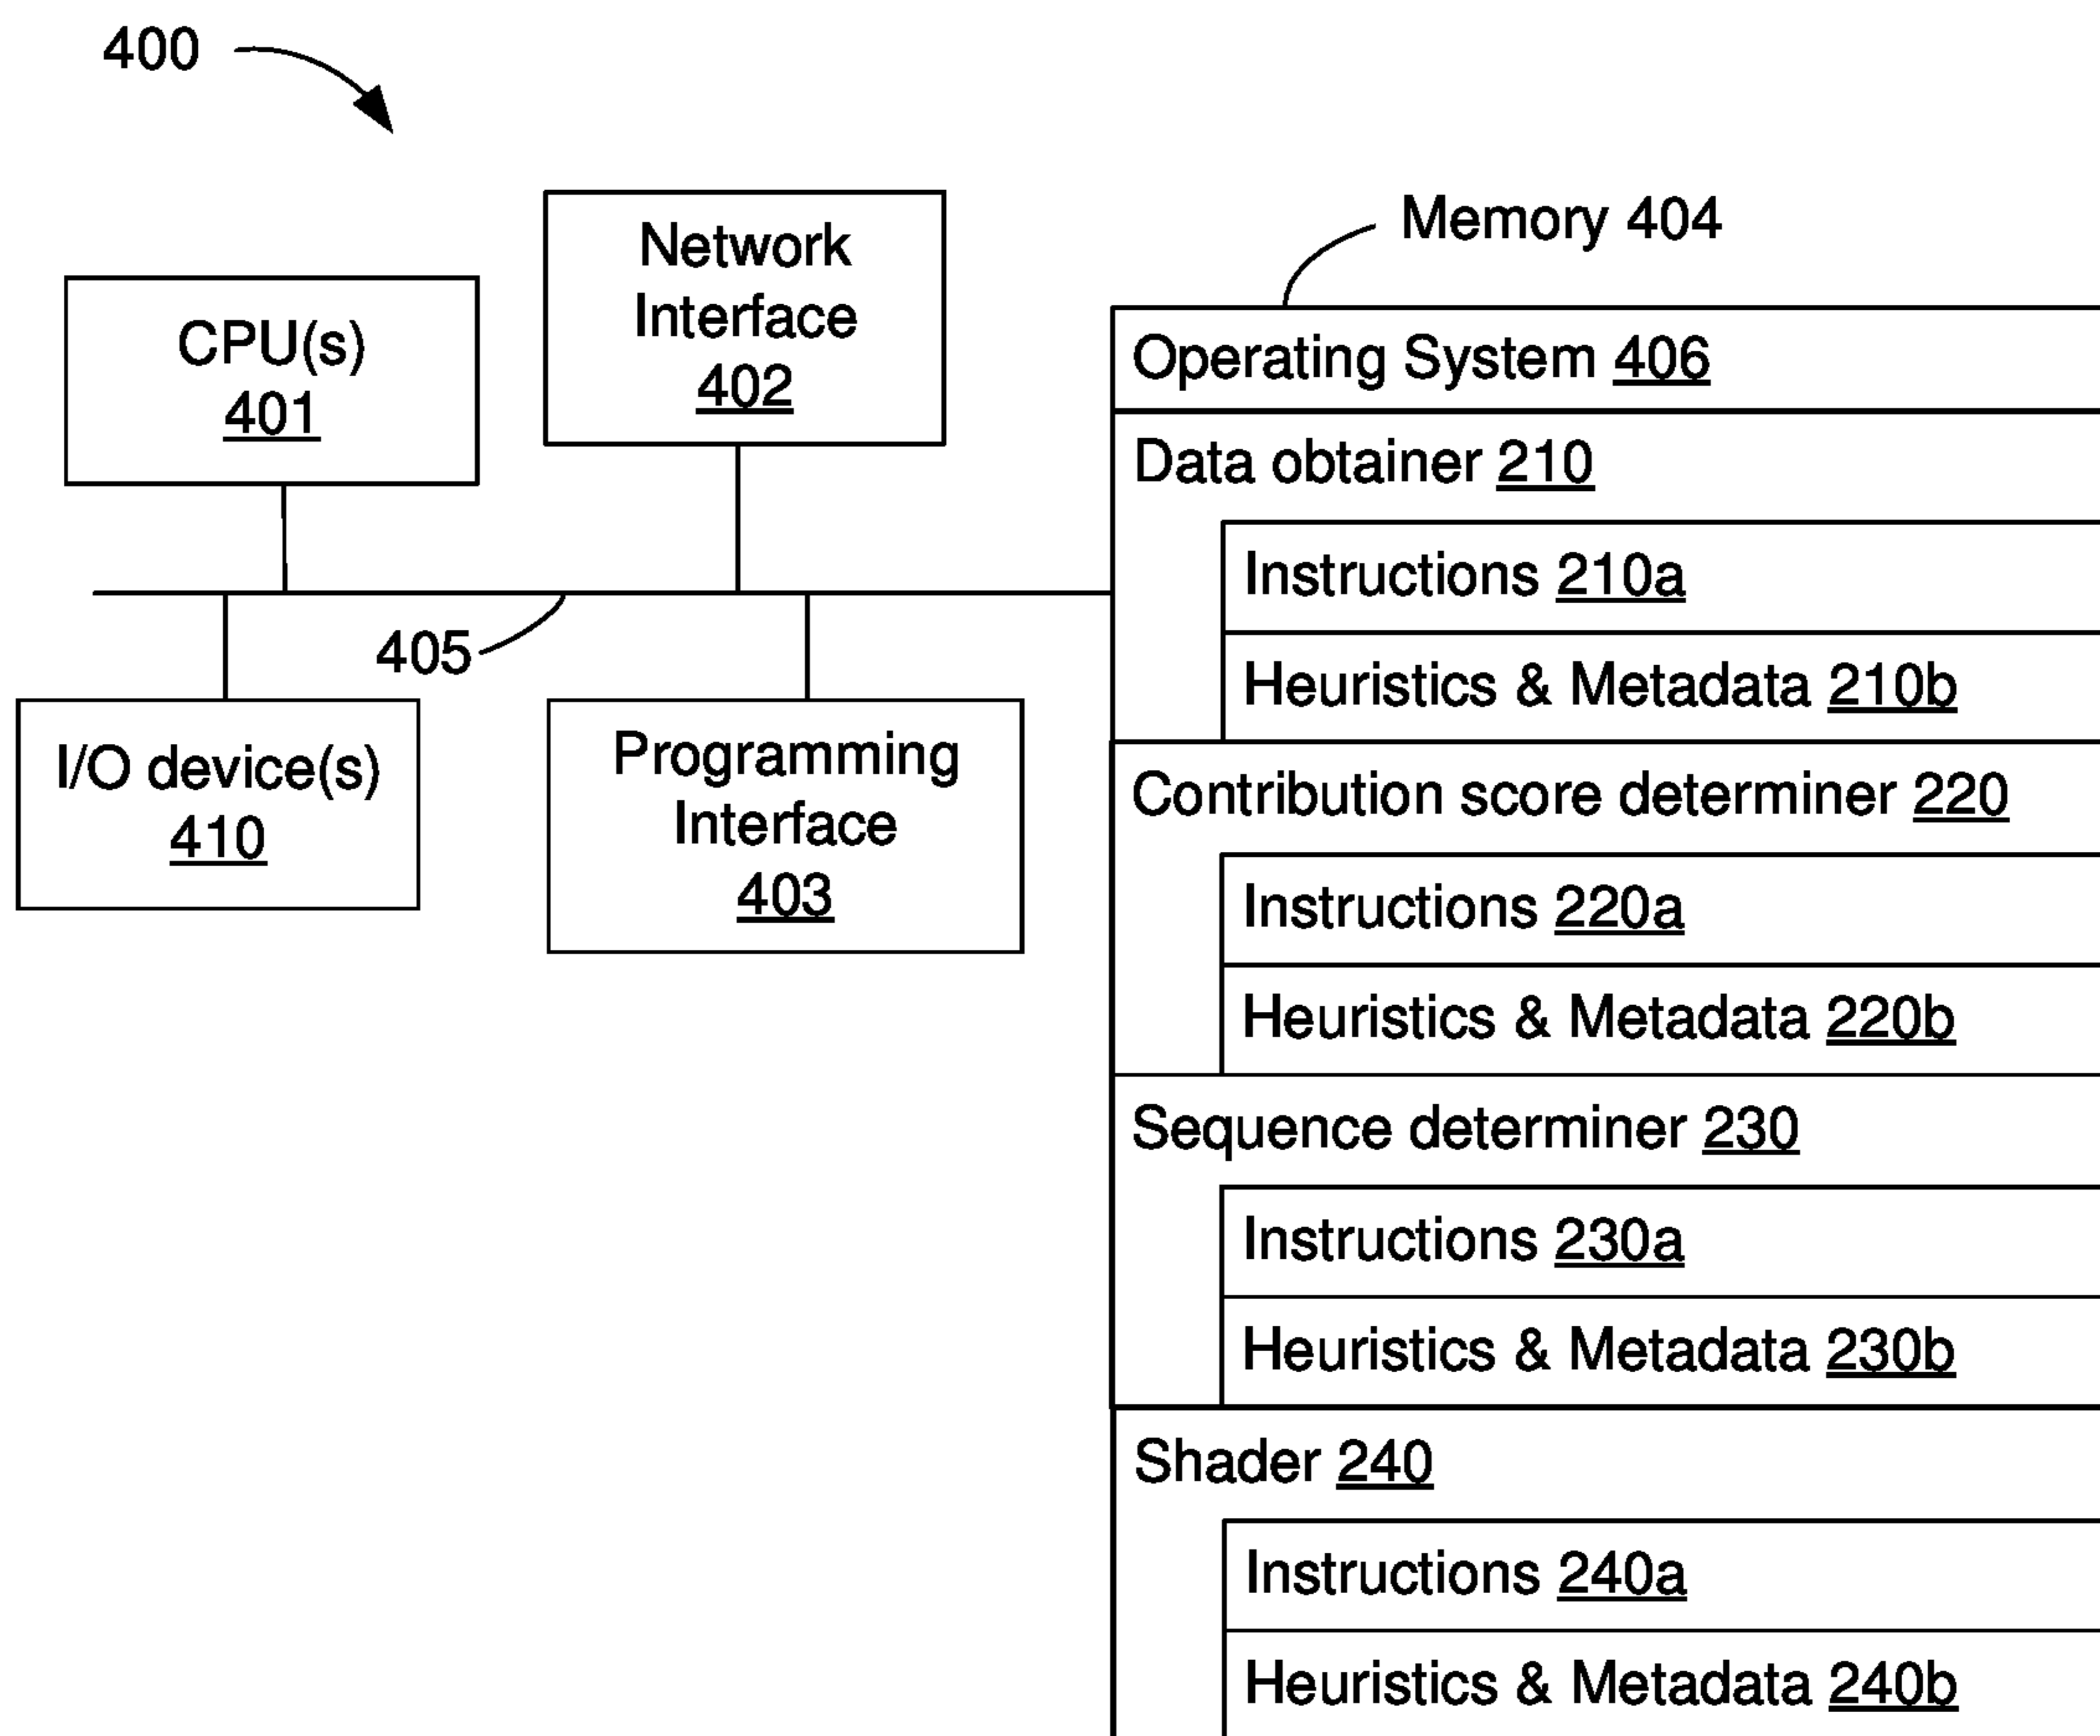 400
Network
Interface
402
CPU(s)
401
Memory 404
Operating System 406
Data obtainer 210
Instructions 210a
Heuristics & Metadata 210b
405
I/O device(s)
410
Programming
Interface
403
Contribution score determiner 220
Instructions 220a
Heuristics & Metadata 220b
Sequence determiner 230
Instructions 230a
Heuristics & Metadata 230b
Shader 240
Instructions 240a
Heuristics & Metadata 240b